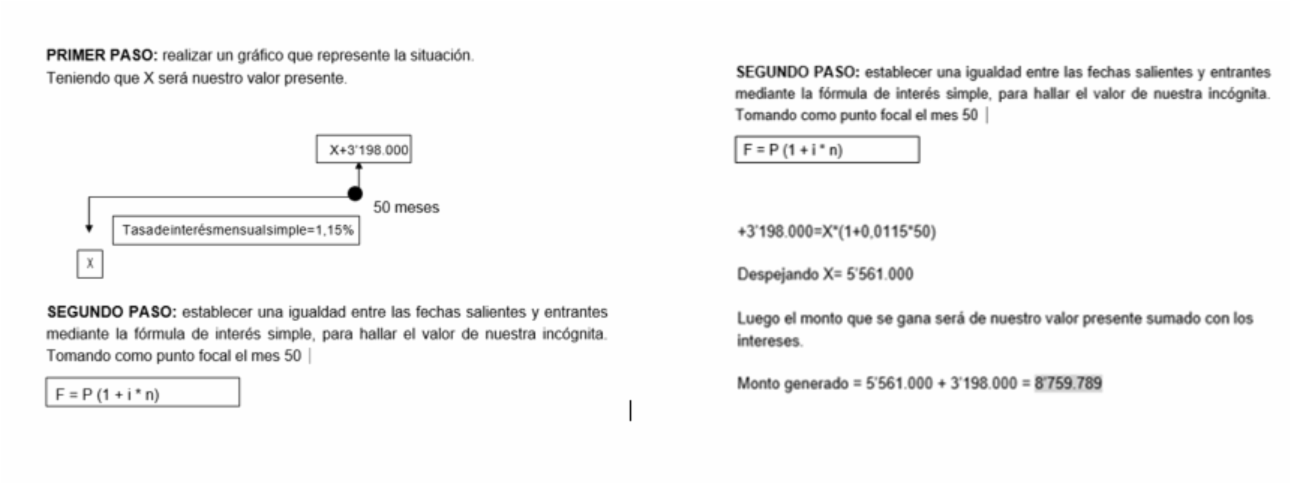 PRIMER PASO: realizar un gráfico que represente la situación.
Teniendo que X será nuestro valor presente.
X+3'198.000
50 meses
Tasadeinterésmensualsimple=1,15%
X
SEGUNDO PASO: establecer una igualdad entre las fechas salientes y entrantes
mediante la fórmula de interés simple, para hallar el valor de nuestra incógnita.
Tomando como punto focal el mes 50
F = P (1 + i * n)
SEGUNDO PASO: establecer una igualdad entre las fechas salientes y entrantes
mediante la fórmula de interés simple, para hallar el valor de nuestra incógnita.
Tomando como punto focal el mes 50
F = P (1 + i * n)
+3'198.000=X*(1+0,0115*50)
Despejando X= 5'561.000
Luego el monto que se gana será de nuestro valor presente sumado con los
intereses.
Monto generado = 5'561.000 + 3'198.000 = 8'759.789